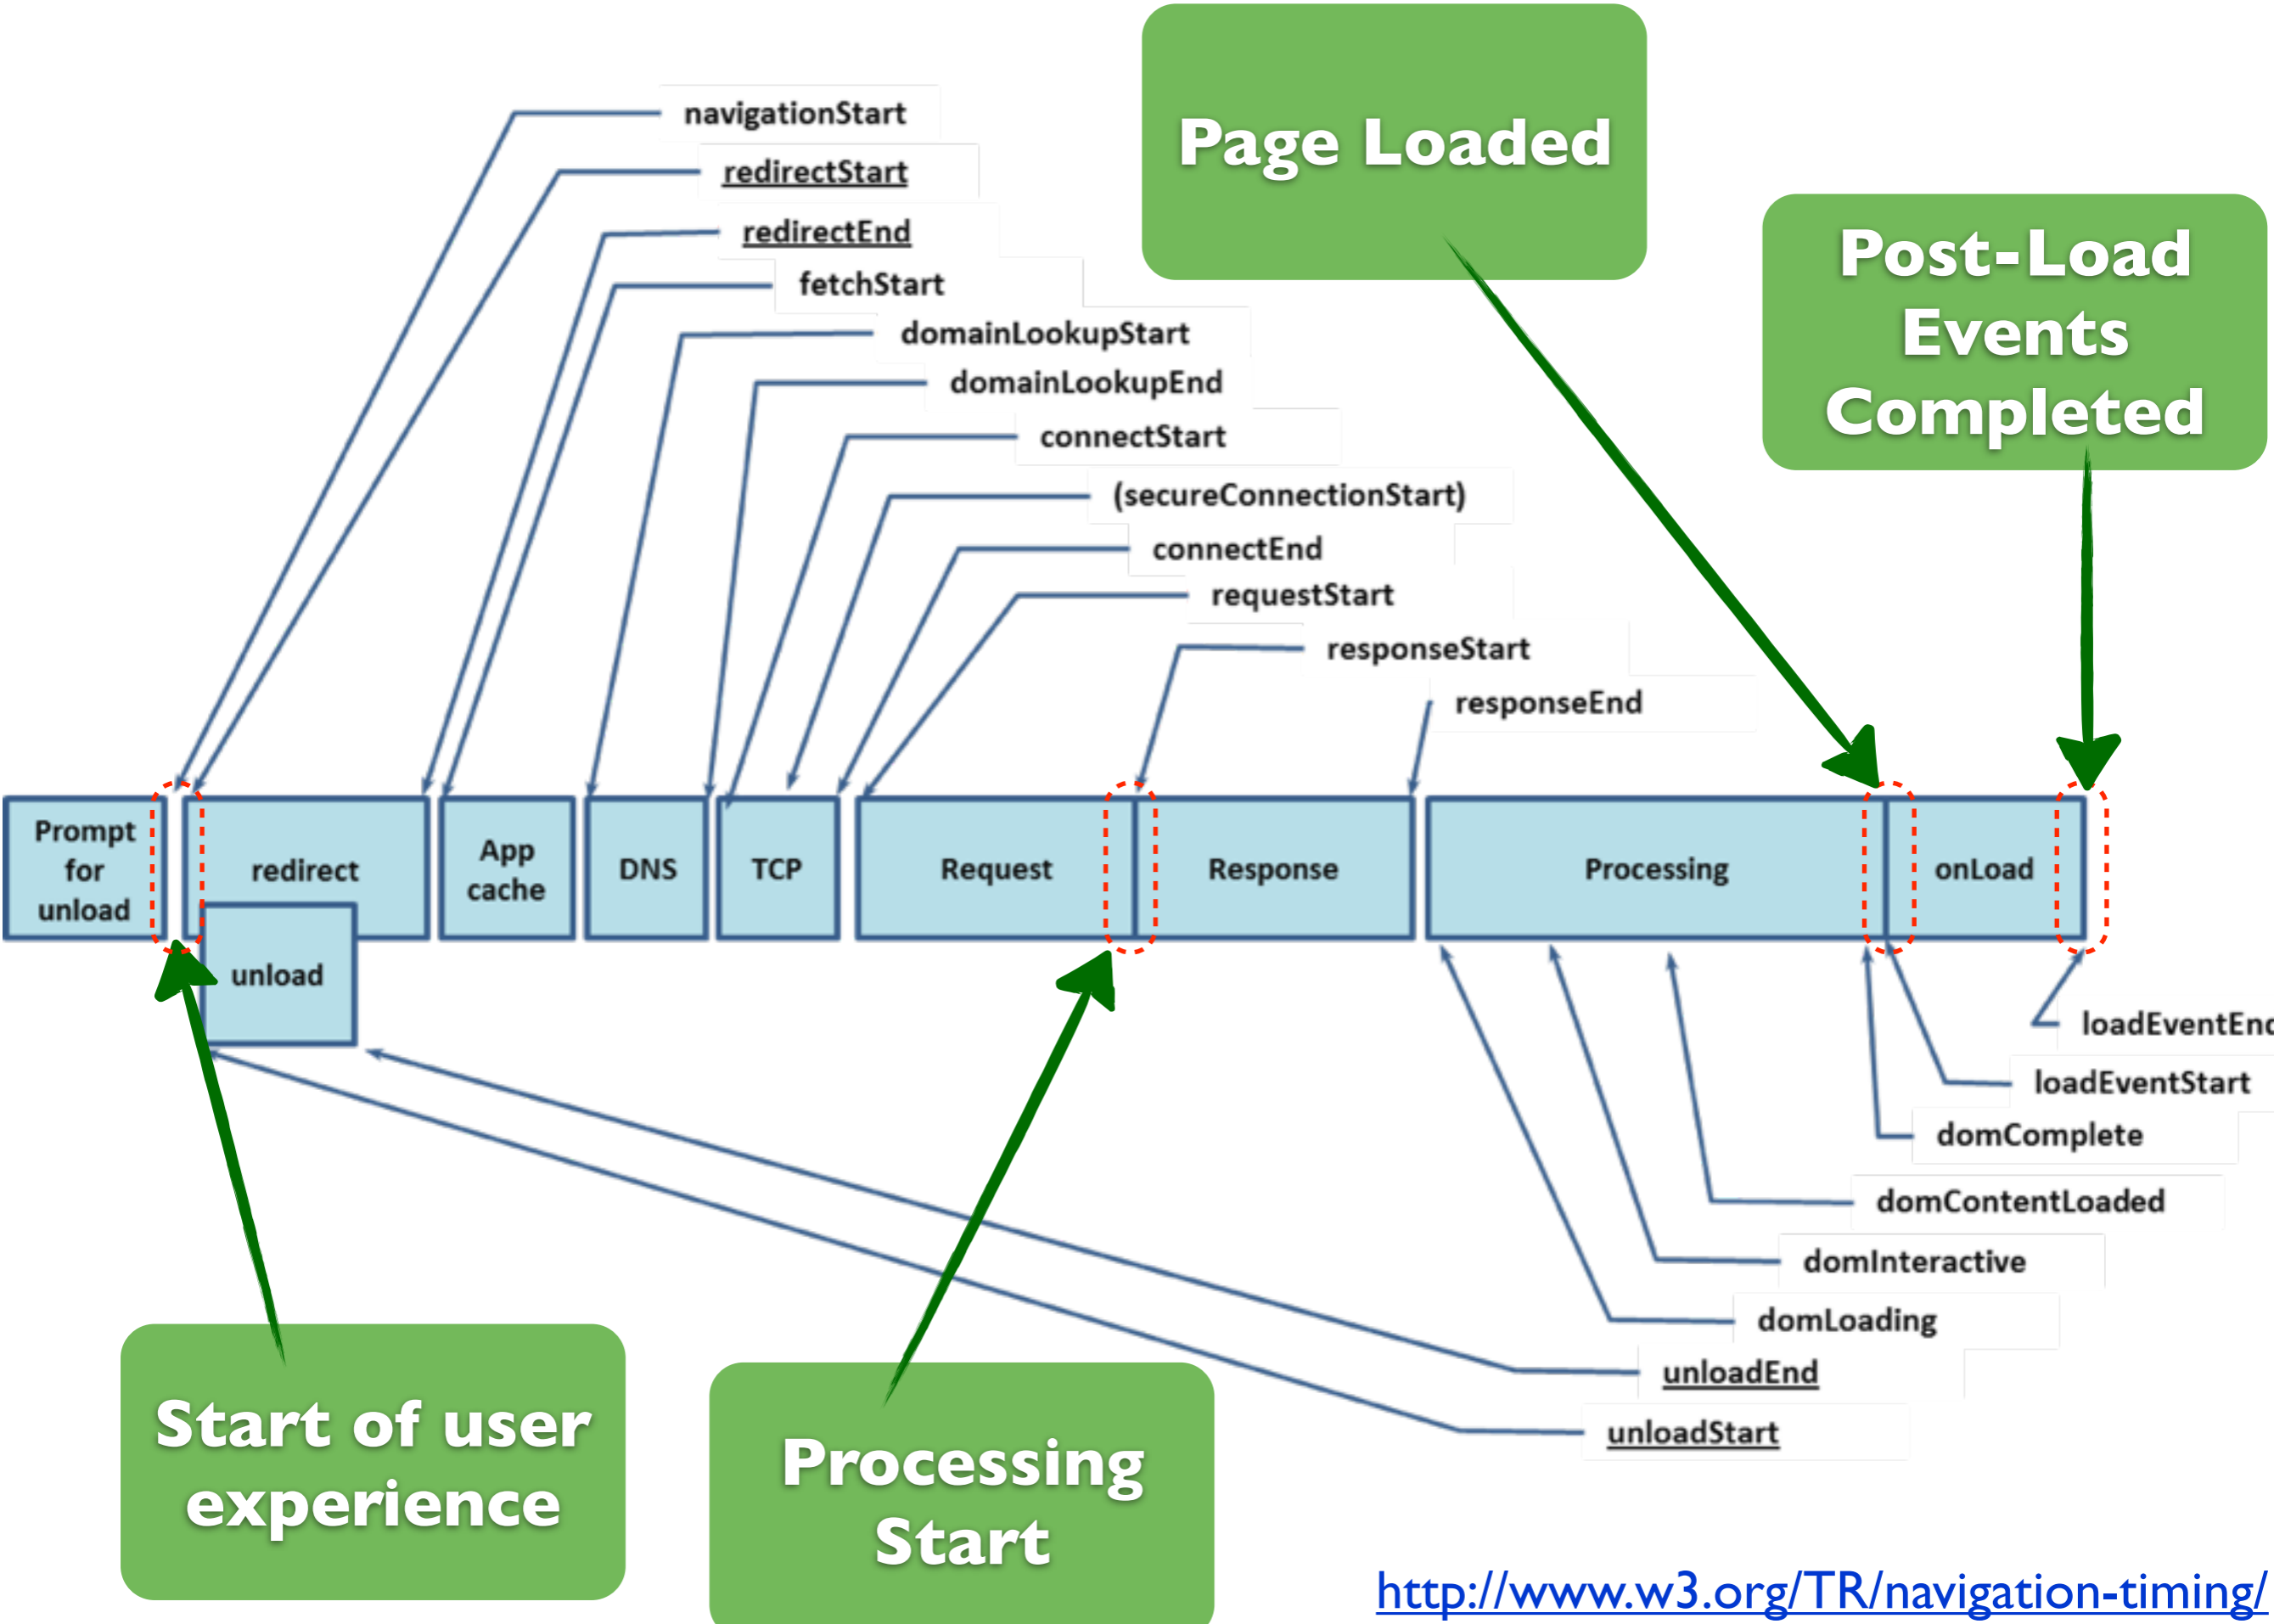 Page Loaded
navigationStart
redirectStart
redirectEnd
fetchStart
domainLookupStart
domainLookupEnd
connectStart
(secureConnectionStart)
connectEnd
requestStart
responseStart
responseEnd
Post-Load
Events
Completed
Prompt
for
unload
redirect
unload
App
cache
DNS
TCP
Request
Response
Processing
onLoad
loadEventEnd
loadEventStart
domComplete
domContentLoaded
domInteractive
domLoading
unloadEnd
unloadStart
Start of user
experience
Processing
Start
http://www.w3.org/TR/navigation-timing/